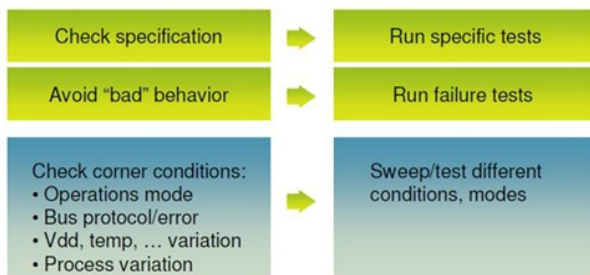 Check specification
Run specific tests
Avoid “bad” behavior
Run failure tests
Check corner conditions:
• Operations mode
• Bus protocol/error
• Vdd, temp, … variation
• Process variation
Sweep/test different
conditions, modes